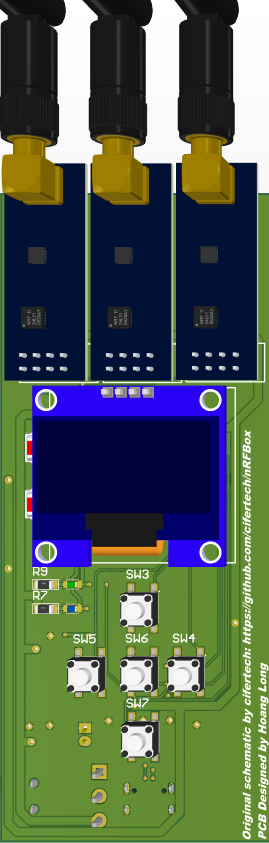 R9
R7
SW3
SW5
SW6
SW4
SW7
Original schematic by cifertech: https://github.com/cifertech/nRFBox
PCB Designed by Hoang Long